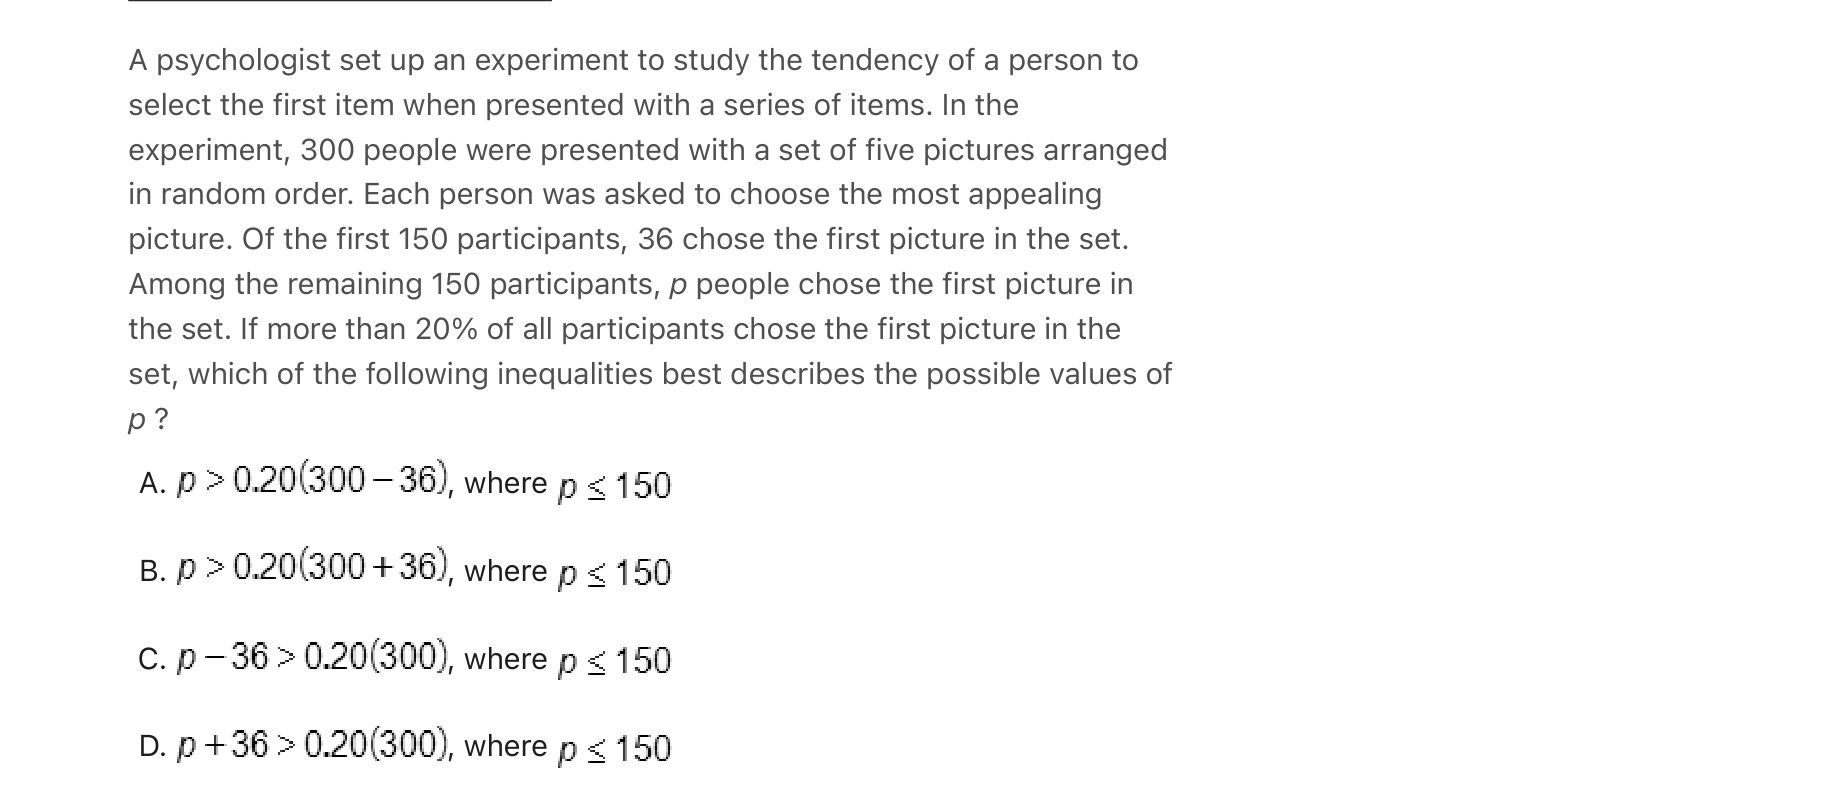 A psychologist set up an experiment to study the tendency of a person to
select the first item when presented with a series of items. In the
experiment, 300 people were presented with a set of five pictures arranged
in random order. Each person was asked to choose the most appealing
picture. Of the first 150 participants, 36 chose the first picture in the set.
Among the remaining 150 participants, p people chose the first picture in
the set. If more than 20% of all participants chose the first picture in the
set, which of the following inequalities best describes the possible values of
p ?
A. p > 0.20(300 − 36), where p ≤ 150
B. p > 0.20(300 + 36), where p ≤ 150
C. p − 36 > 0.20(300), where p ≤ 150
D. p + 36 > 0.20(300), where p ≤ 150